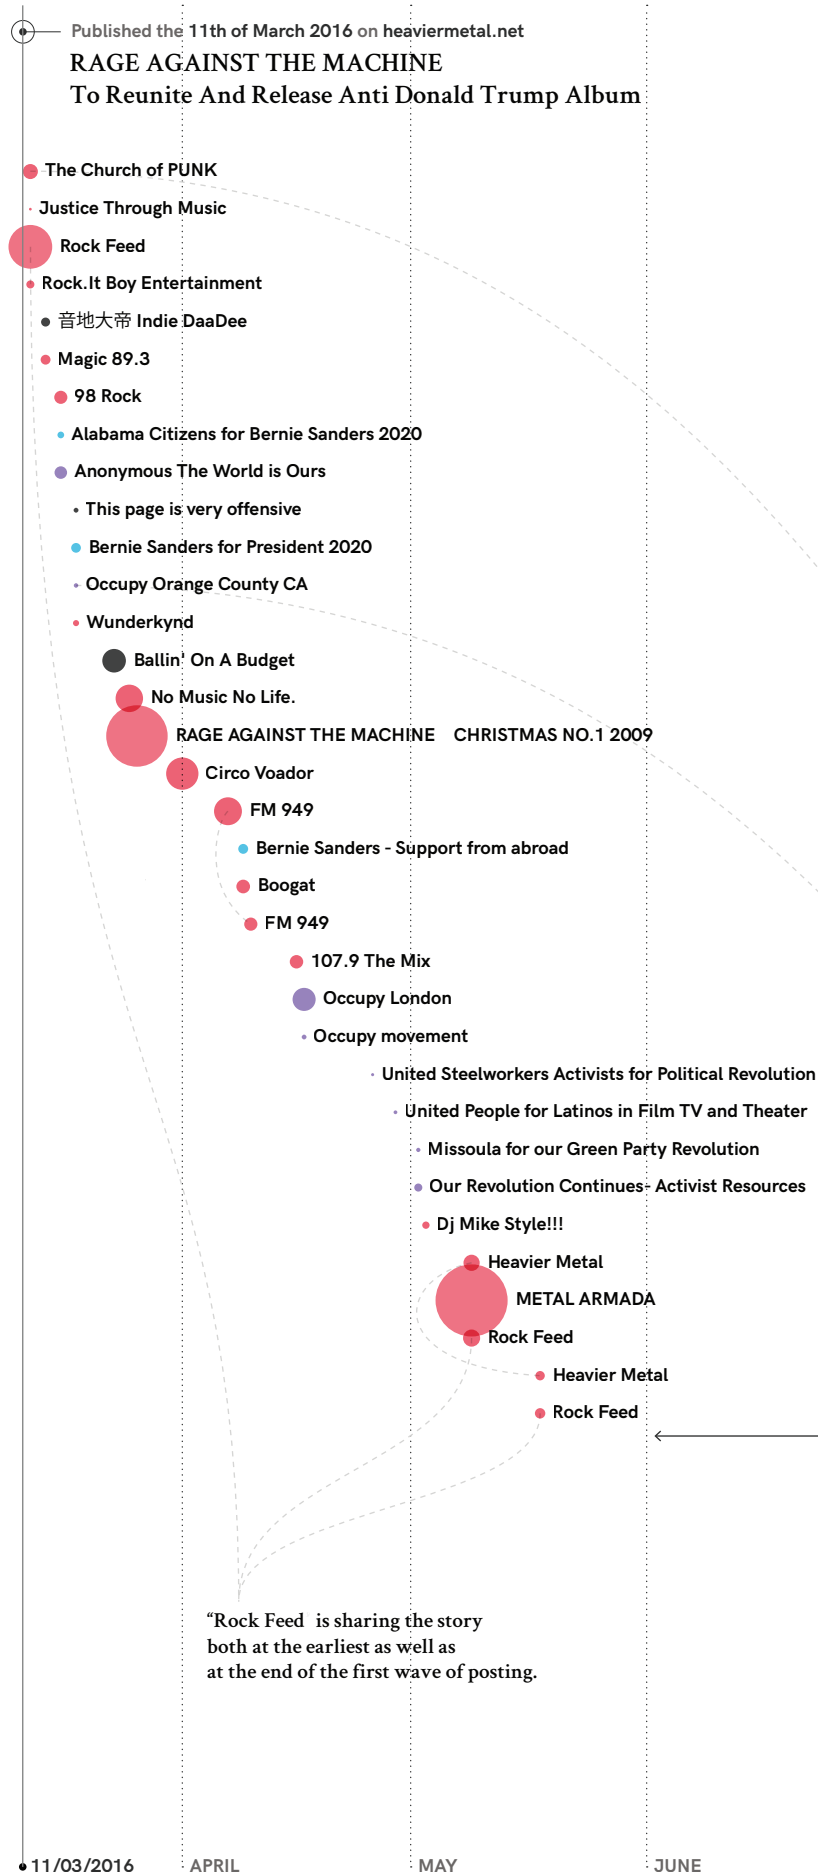 Published the 11th of March 2016 on heaviermetal.net
RAGE AGAINST THE MACHINE
To Reunite And Release Anti Donald Trump Album
The Church of PUNK
Justice Through Music
Rock Feed
Rock.It Boy Entertainment
音地大帝 Indie DaaDee
Magic 89.3
98 Rock
Alabama Citizens for Bernie Sanders 2020
Anonymous The World is Ours
This page is very offensive
Bernie Sanders for President 2020
Occupy Orange County CA
Wunderkynd
Ballin' On A Budget
No Music No Life.
RAGE AGAINST THE MACHINE CHRISTMAS NO.1 2009
Circo Voador
FM 949
Bernie Sanders - Support from abroad
Boogat
FM 949
107.9 The Mix
Occupy London
Occupy movement
United Steelworkers Activists for Political Revolution
United People for Latinos in Film TV and Theater
Missoula for our Green Party Revolution
Our Revolution Continues- Activist Resources
Dj Mike Style!!!
Heavier Metal
METAL ARMADA
Rock Feed
Heavier Metal
Rock Feed
“Rock Feed is sharing the story
both at the earliest as well as
at the end of the first wave of posting.
11/03/2016 APRIL MAY JUNE